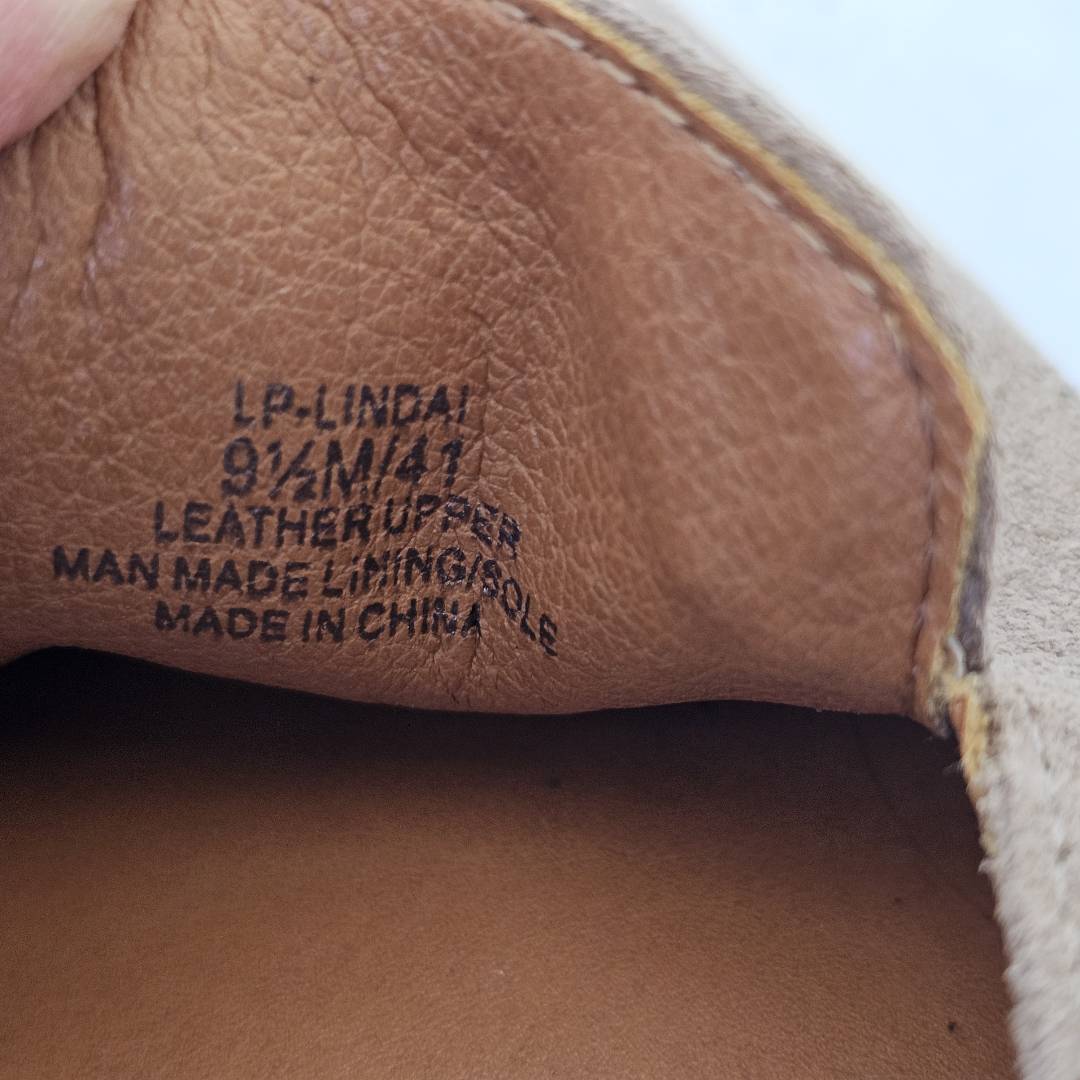 LP-LINDAI
9½M/41
LEATHER UPPER
MAN MADE LINING/SOLE
MADE IN CHINA